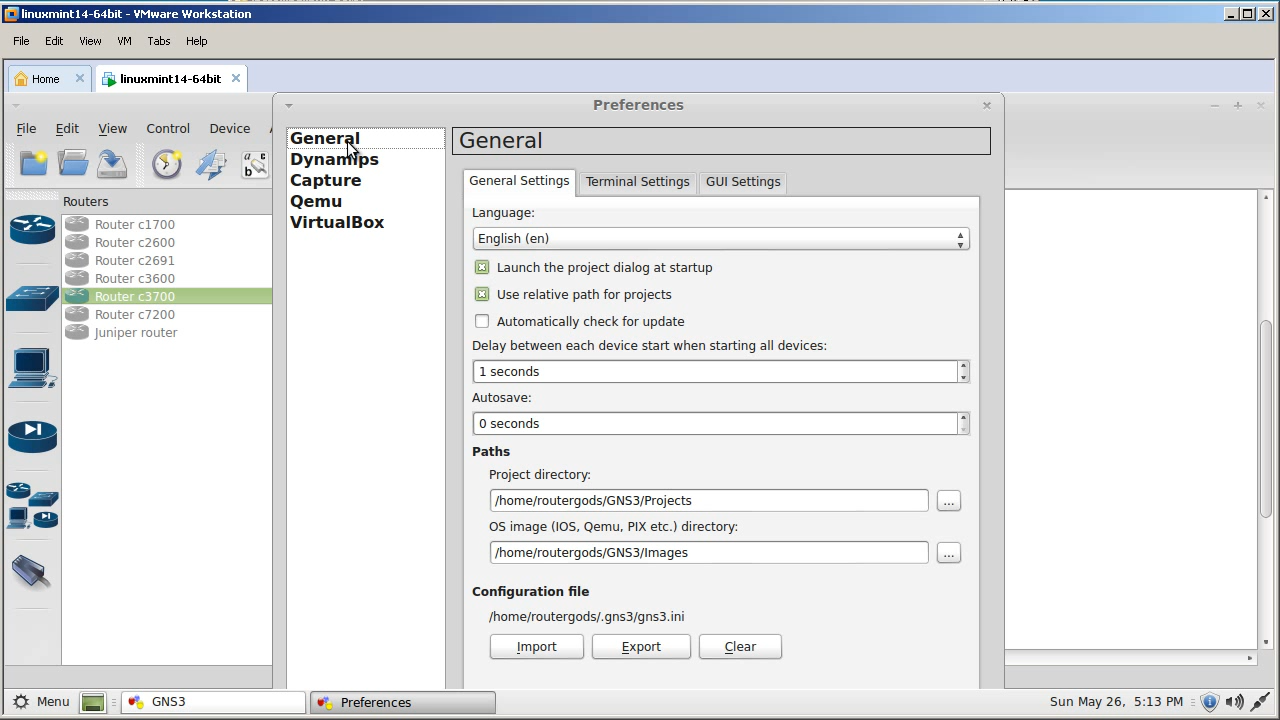 linuxmint14-64bit - VMware Workstation
File Edit View VM Tabs Help
Home linuxmint14-64bit
Preferences
File Edit View Control Device
General
Dynamips
Capture
Qemu
VirtualBox
General
General Settings Terminal Settings GUI Settings
a c
b
Routers
Router c1700
Router c2600
Router c2691
Router c3600
Router c3700
Router c7200
Juniper router
Language:
English (en)
Launch the project dialog at startup
Use relative path for projects
Automatically check for update
Delay between each device start when starting all devices:
1 seconds
Autosave:
0 seconds
Paths
Project directory:
/home/routergods/GNS3/Projects
...
OS image (IOS, Qemu, PIX etc.) directory:
/home/routergods/GNS3/Images
...
Configuration file
/home/routergods/.gns3/gns3.ini
Import Export Clear
Menu GNS3 Preferences Sun May 26, 5:13 PM